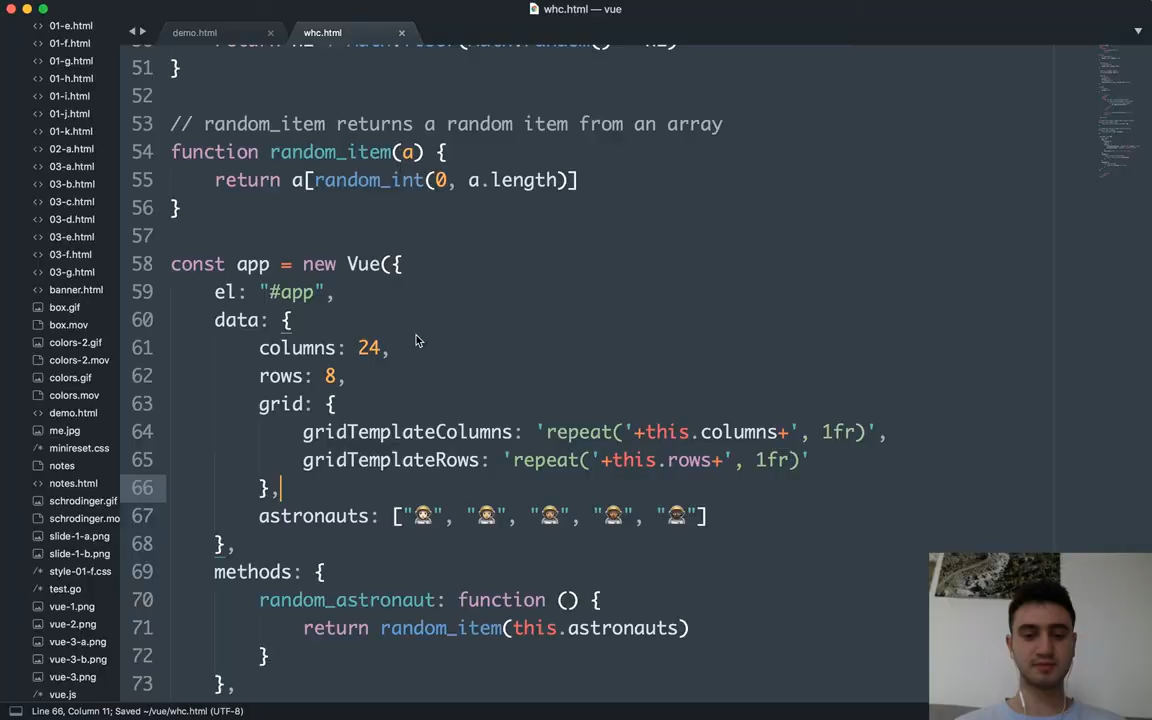 whc.html — vue
demo.html
whc.html
01-e.html
01-f.html
01-g.html
01-h.html
01-i.html
01-j.html
01-k.html
02-a.html
03-a.html
03-b.html
03-c.html
03-d.html
03-e.html
03-f.html
03-g.html
banner.html
box.gif
box.mov
colors-2.gif
colors-2.mov
colors.gif
colors.mov
demo.html
me.jpg
minireset.css
notes
notes.html
schrodinger.gif
schrodinger.mo
slide-1-a.png
slide-1-b.png
style-01-f.css
test.go
vue-1.png
vue-2.png
vue-3-a.png
vue-3-b.png
vue-3.png
vue.js
51 }
52
53 // random_item returns a random item from an array
54 function random_item(a) {
55 return a[random_int(0, a.length)]
56 }
57
58 const app = new Vue({
59 el: "#app",
60 data: {
61 columns: 24,
62 rows: 8,
63 grid: {
64 gridTemplateColumns: 'repeat('+this.columns+', 1fr)',
65 gridTemplateRows: 'repeat('+this.rows+', 1fr)'
66 },
67 astronauts: ["👩🏻‍🚀", "👩🏼‍🚀", "👩🏽‍🚀", "👩🏾‍🚀", "👩🏿‍🚀"]
68 },
69 methods: {
70 random_astronaut: function () {
71 return random_item(this.astronauts)
72 }
73 },
Line 66, Column 11; Saved ~/vue/whc.html (UTF-8)